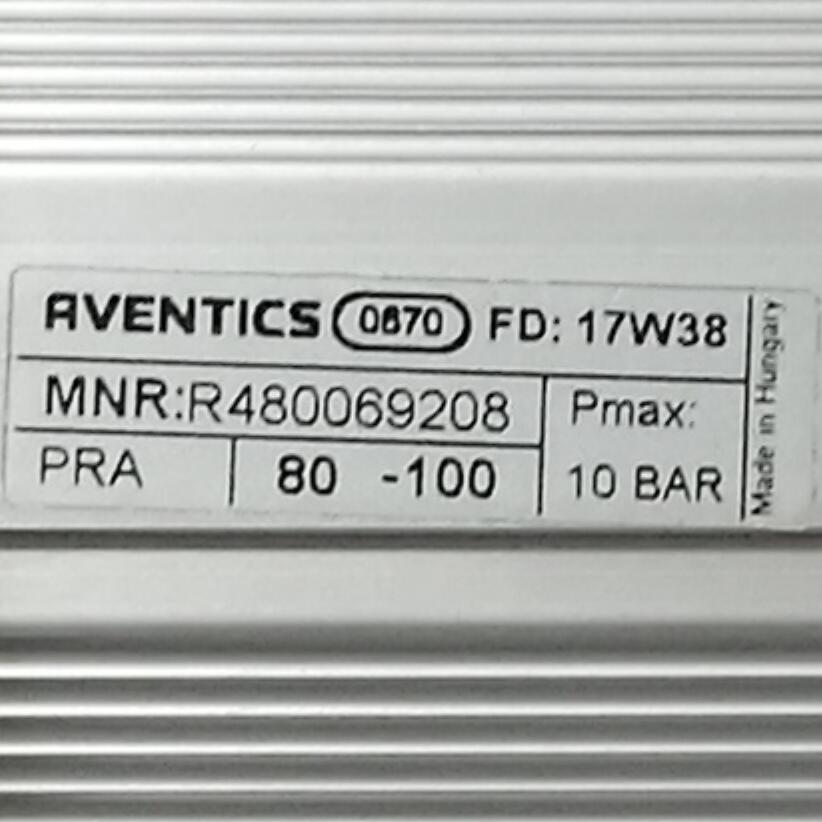 AVENTICS 0670 FD: 17W38
MNR:R480069208
Pmax:
PRA 80 -100
10 BAR
Made in Hungary